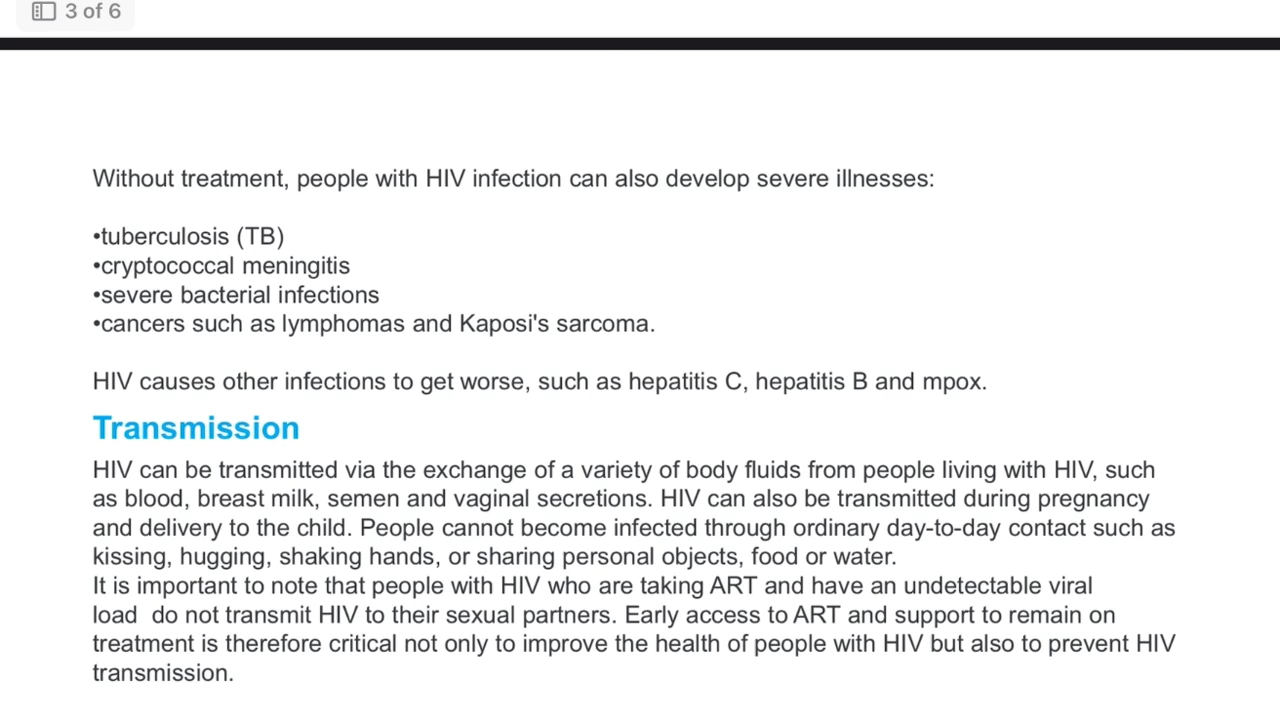 3 of 6
Without treatment, people with HIV infection can also develop severe illnesses:
•tuberculosis (TB)
•cryptococcal meningitis
•severe bacterial infections
•cancers such as lymphomas and Kaposi's sarcoma.
HIV causes other infections to get worse, such as hepatitis C, hepatitis B and mpox.
Transmission
HIV can be transmitted via the exchange of a variety of body fluids from people living with HIV, such
as blood, breast milk, semen and vaginal secretions. HIV can also be transmitted during pregnancy
and delivery to the child. People cannot become infected through ordinary day-to-day contact such as
kissing, hugging, shaking hands, or sharing personal objects, food or water.
It is important to note that people with HIV who are taking ART and have an undetectable viral
load  do not transmit HIV to their sexual partners. Early access to ART and support to remain on
treatment is therefore critical not only to improve the health of people with HIV but also to prevent HIV
transmission.